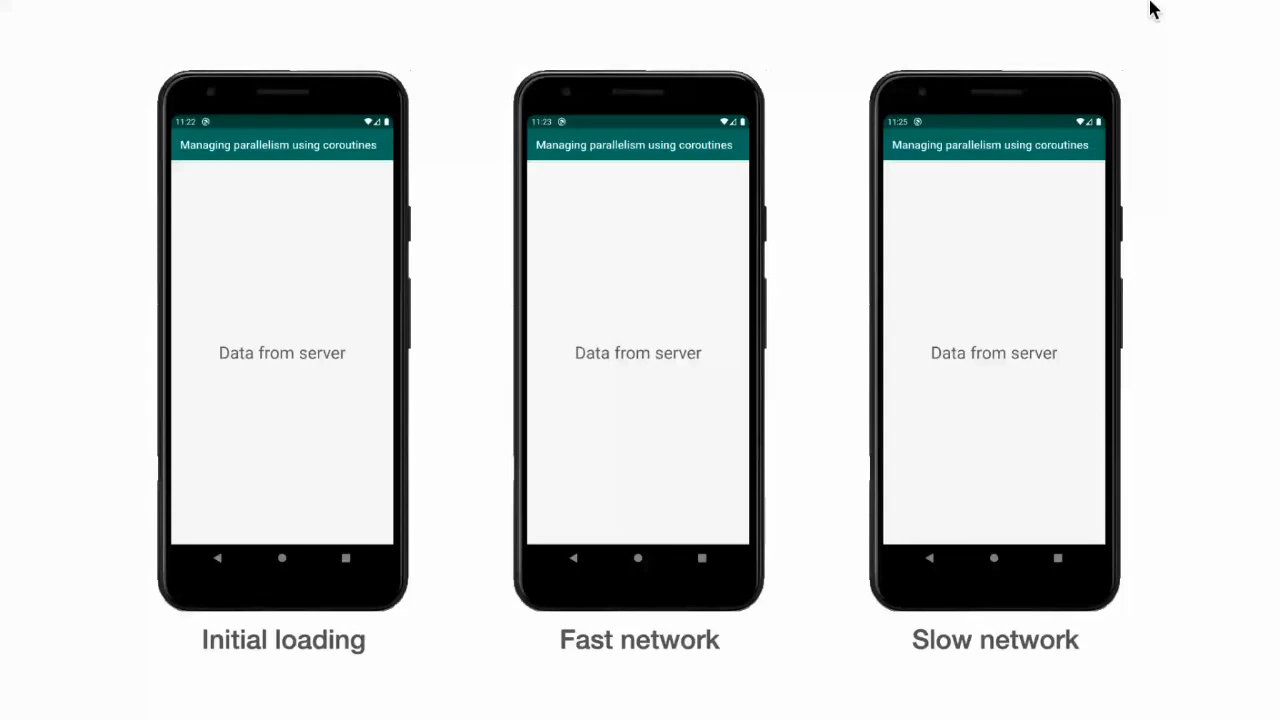 11:22
Managing parallelism using coroutines
Data from server
Initial loading
11:23
Managing parallelism using coroutines
Data from server
Fast network
11:25
Managing parallelism using coroutines
Data from server
Slow network